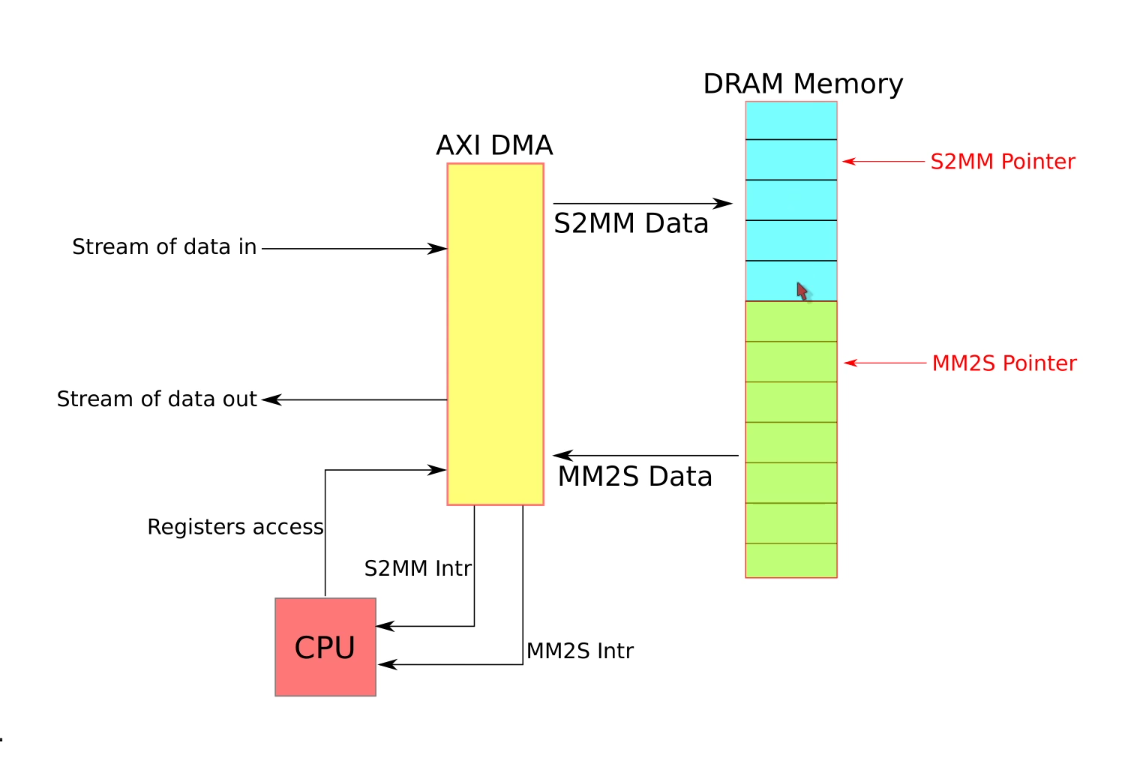 DRAM Memory
AXI DMA
S2MM Pointer
S2MM Data
Stream of data in
MM2S Pointer
Stream of data out
MM2S Data
Registers access
S2MM Intr
CPU
MM2S Intr
.